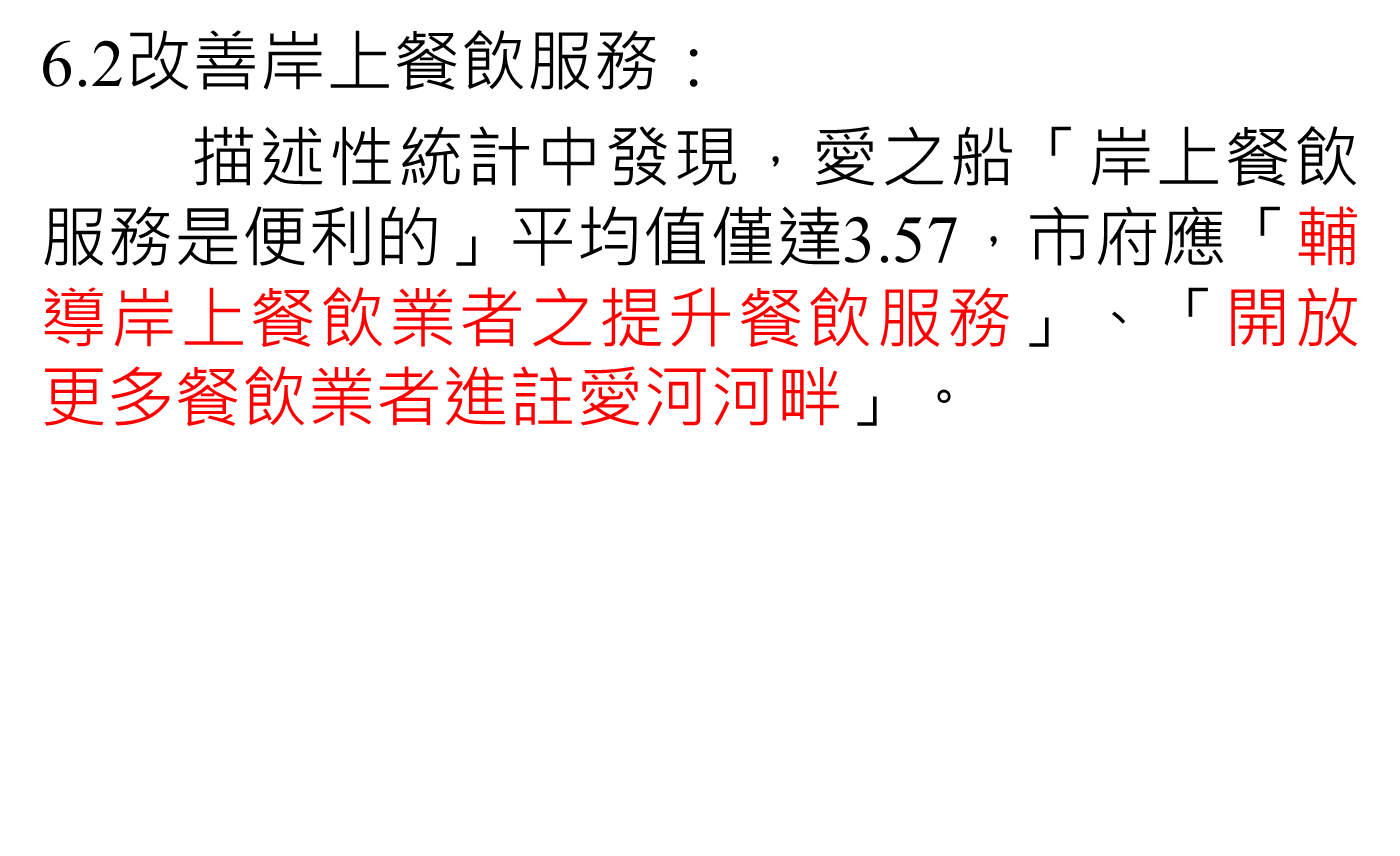 6.2改善岸上餐飲服務：
描述性統計中發現，愛之船「岸上餐飲
服務是便利的」平均值僅達3.57，市府應「輔
導岸上餐飲業者之提升餐飲服務」、「開放
更多餐飲業者進註愛河河畔」。